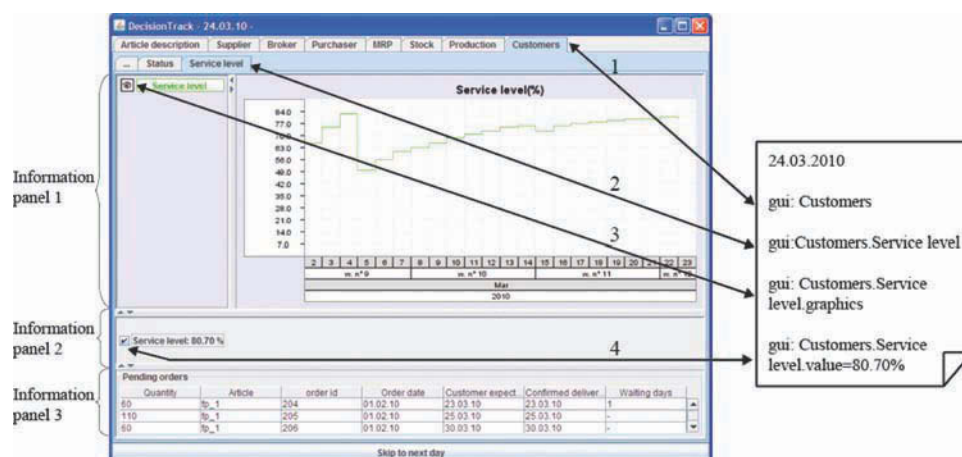 DecisionTrack - 24.03.10 -
Article description Supplier Broker Purchaser MRP Stock Production Customers
... Status Service level
Service level
Service level(%)
84.0
77.0
63.0
56.0
49.0
42.0
35.0
28.0
21.0
14.0
7.0
2 3 4 5 6 7 8 9 10 11 12 13 14 15 16 17 18 19 20 21 22 23
w. n° 9 w. n° 10 w. n° 11
Mar
2010
Information
panel 1
Information
panel 2
Service level: 80.70 %
Information
panel 3
Pending orders
Quantity Article order id Order date Customer expect... Confirmed deliver... Waiting days
60 fp_1 204 01.02.10 23.03.10 23.03.10 1
110 fp_1 205 01.02.10 25.03.10 25.03.10 -
60 fp_1 206 01.02.10 30.03.10 30.03.10 -
Skip to next day
1
2
3
4
24.03.2010
gui: Customers
gui:Customers.Service level
gui: Customers.Service
level.graphics
gui: Customers.Service
level.value=80.70%